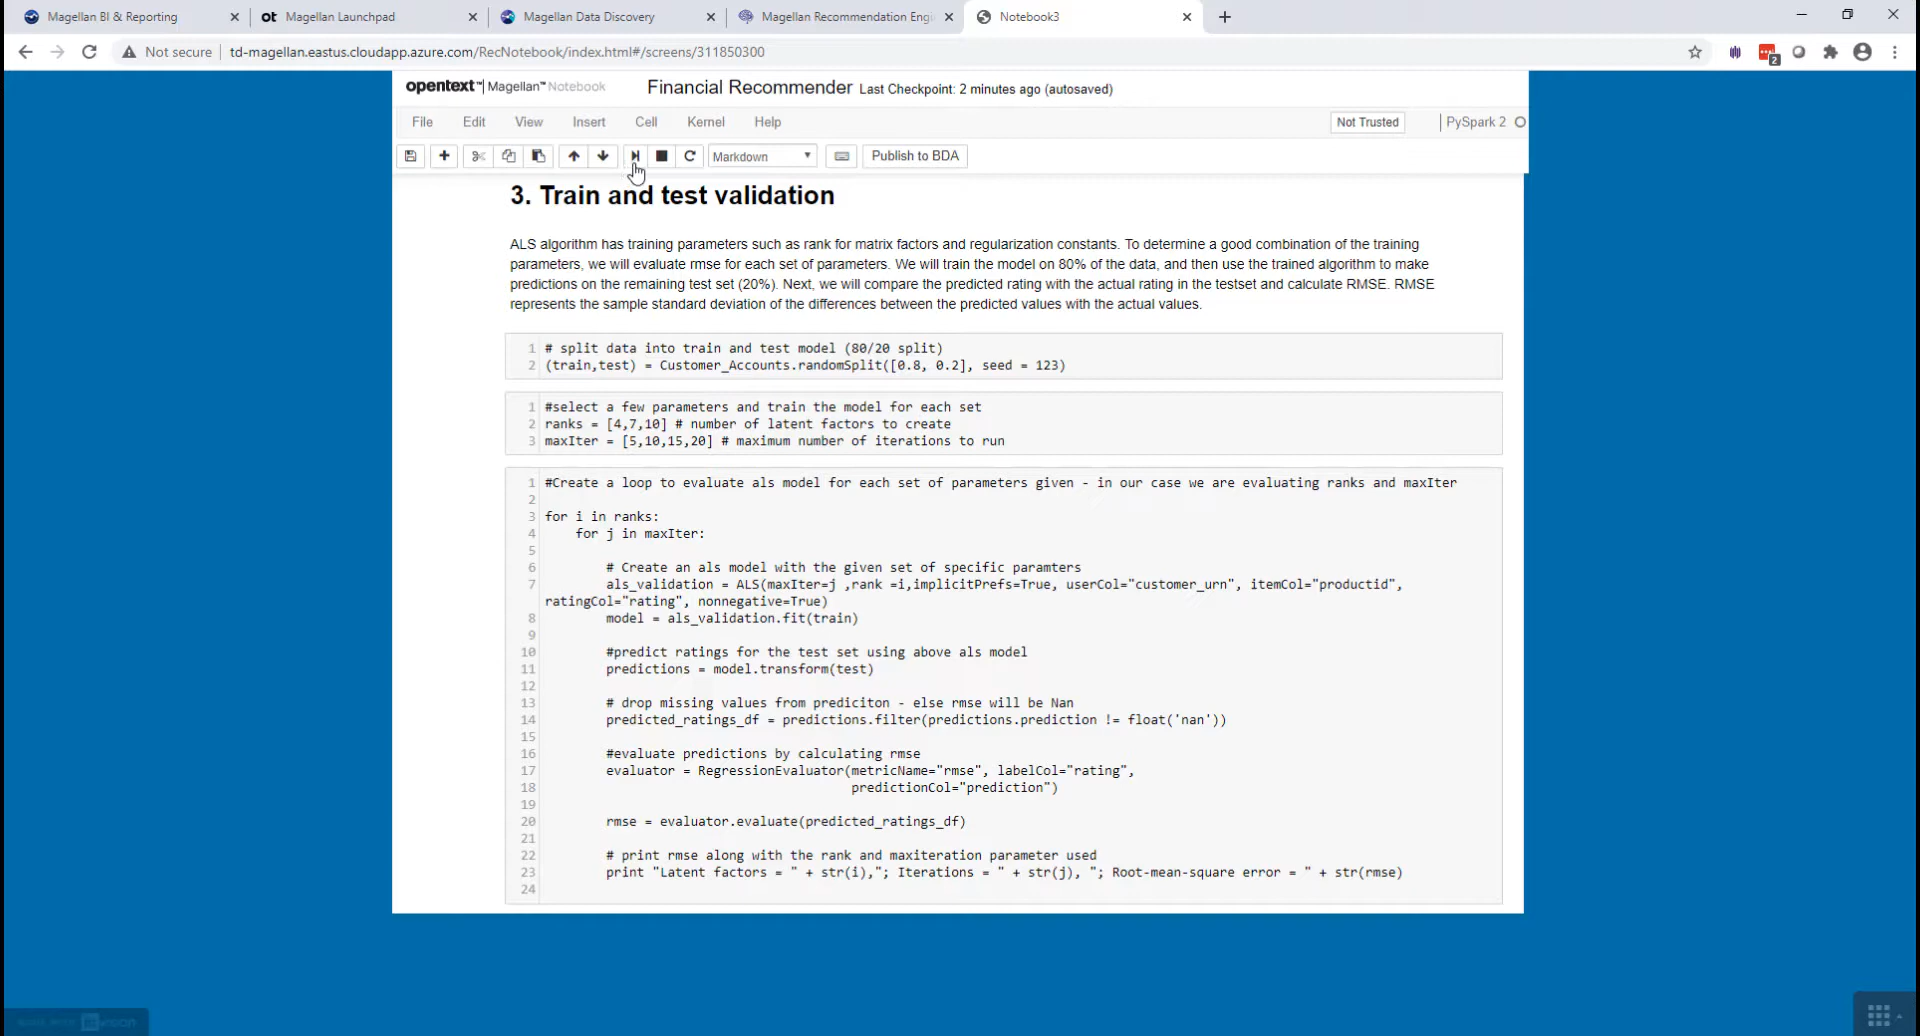 Magellan BI & Reporting
Magellan Launchpad
Magellan Data Discovery
Magellan Recommendation Engi
Notebook3
Not secure
td-magellan.eastus.cloudapp.azure.com/RecNotebook/index.html#/screens/311850300
2
opentext™ | Magellan™ Notebook
Financial Recommender Last Checkpoint: 2 minutes ago (autosaved)
File Edit View Insert Cell Kernel Help
Not Trusted
PySpark 2
Markdown
Publish to BDA
3. Train and test validation
ALS algorithm has training parameters such as rank for matrix factors and regularization constants. To determine a good combination of the training
parameters, we will evaluate rmse for each set of parameters. We will train the model on 80% of the data, and then use the trained algorithm to make
predictions on the remaining test set (20%). Next, we will compare the predicted rating with the actual rating in the testset and calculate RMSE. RMSE
represents the sample standard deviation of the differences between the predicted values with the actual values.
1 # split data into train and test model (80/20 split)
2 (train,test) = Customer_Accounts.randomSplit([0.8, 0.2], seed = 123)
1 #select a few parameters and train the model for each set
2 ranks = [4,7,10] # number of latent factors to create
3 maxIter = [5,10,15,20] # maximum number of iterations to run
1 #Create a loop to evaluate als model for each set of parameters given - in our case we are evaluating ranks and maxIter
2
3 for i in ranks:
4     for j in maxIter:
5
6         # Create an als model with the given set of specific paramters
7         als_validation = ALS(maxIter=j ,rank =i,implicitPrefs=True, userCol="customer_urn", itemCol="productid",
ratingCol="rating", nonnegative=True)
8         model = als_validation.fit(train)
9
10         #predict ratings for the test set using above als model
11         predictions = model.transform(test)
12
13         # drop missing values from prediciton - else rmse will be Nan
14         predicted_ratings_df = predictions.filter(predictions.prediction != float('nan'))
15
16         #evaluate predictions by calculating rmse
17         evaluator = RegressionEvaluator(metricName="rmse", labelCol="rating",
18                                         predictionCol="prediction")
19
20         rmse = evaluator.evaluate(predicted_ratings_df)
21
22         # print rmse along with the rank and maxiteration parameter used
23         print "Latent factors = " + str(i),"; Iterations = " + str(j), "; Root-mean-square error = " + str(rmse)
24